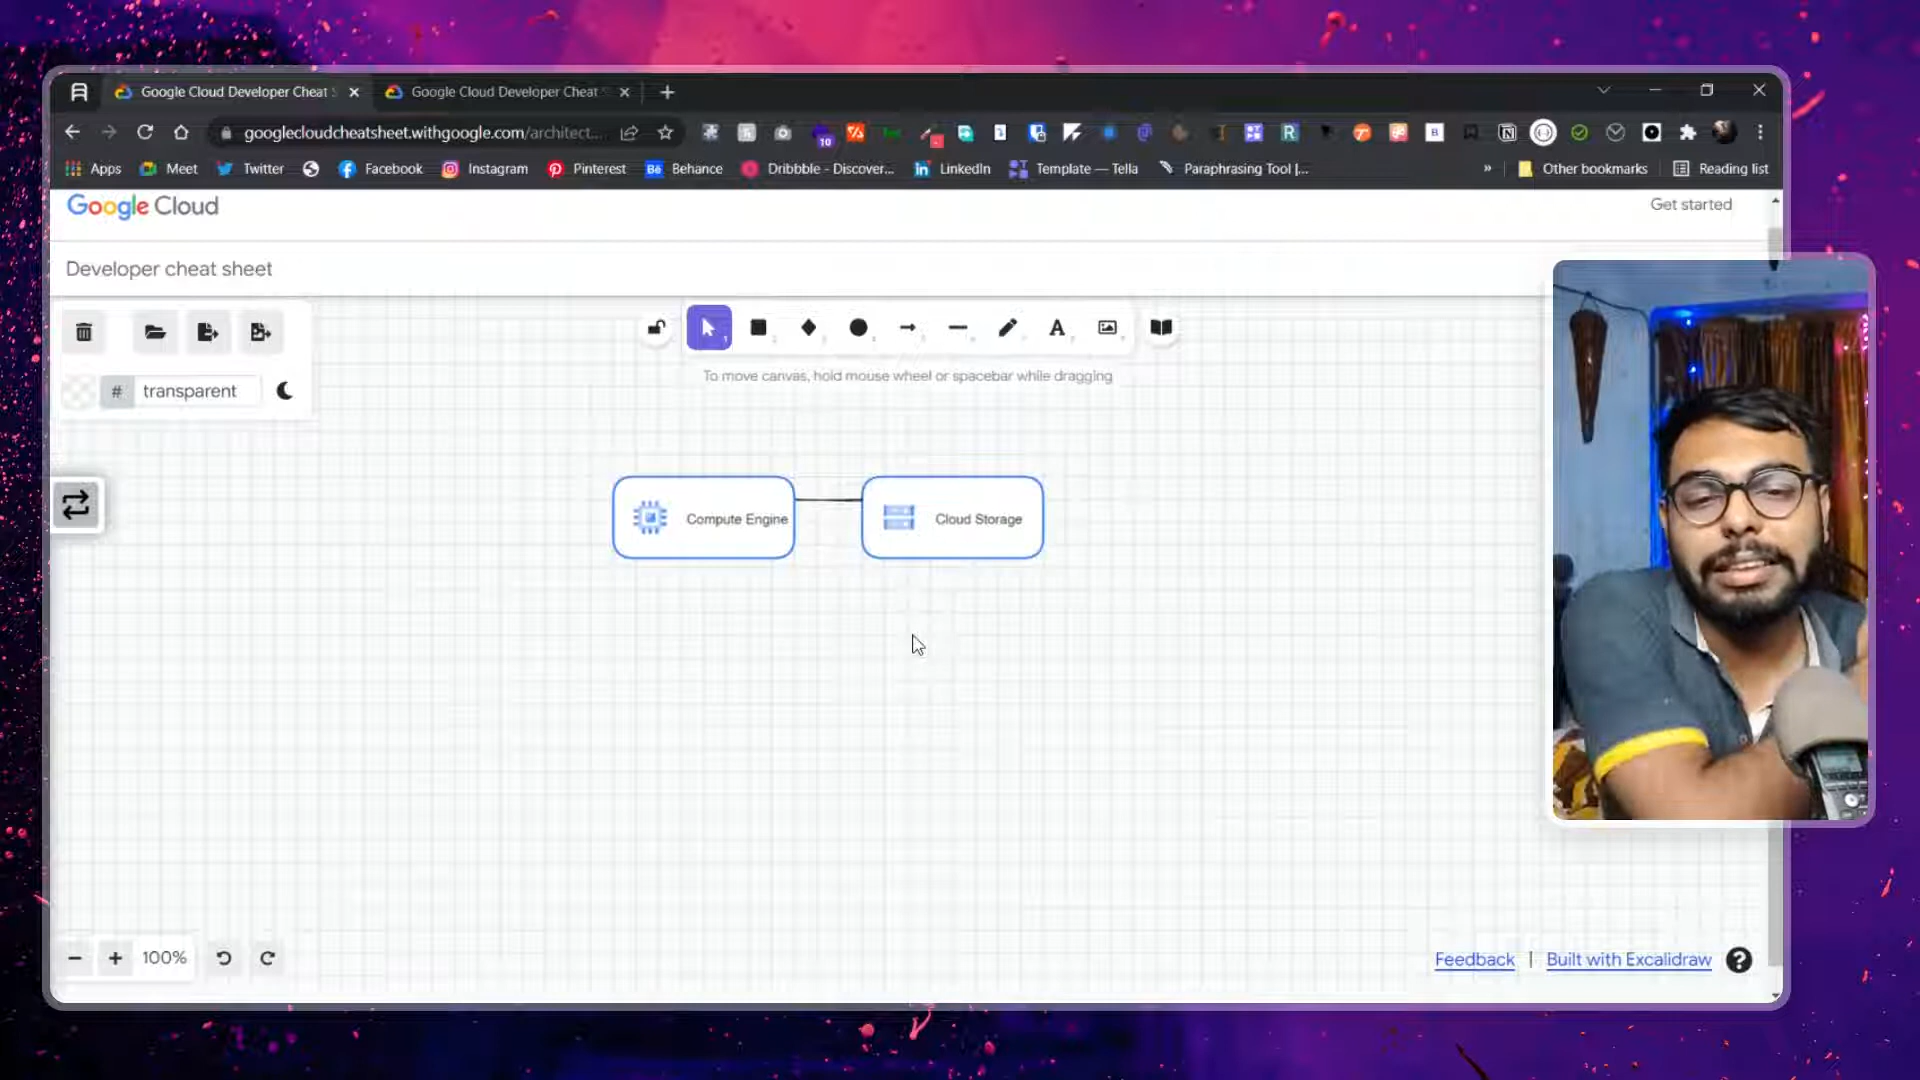 Google Cloud Developer Cheat
Google Cloud Developer Cheat
googlecloudcheatsheet.withgoogle.com/architect...
10
Apps
Meet
Twitter
Facebook
Instagram
Pinterest
Behance
Dribbble - Discover...
LinkedIn
Template — Tella
Paraphrasing Tool |...
»
Other bookmarks
Reading list
Google Cloud
Get started
Developer cheat sheet
A
To move canvas, hold mouse wheel or spacebar while dragging
# transparent
Compute Engine
Cloud Storage
100%
Feedback | Built with Excalidraw